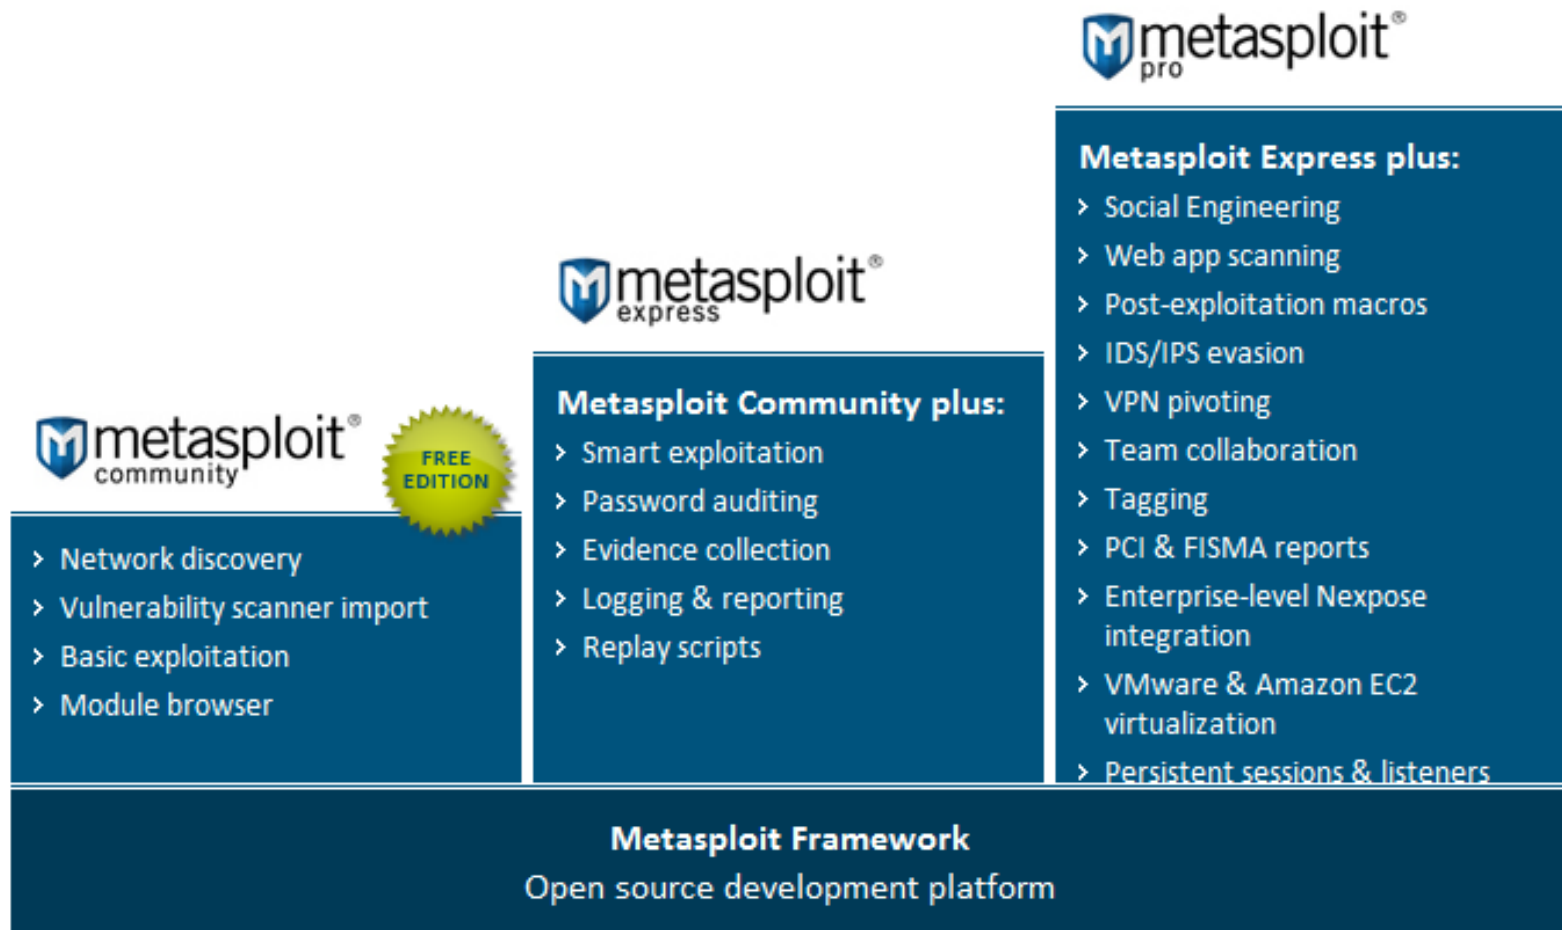 metasploit®
community
FREE
EDITION
Network discovery
Vulnerability scanner import
Basic exploitation
Module browser
metasploit®
express
Metasploit Community plus:
Smart exploitation
Password auditing
Evidence collection
Logging & reporting
Replay scripts
metasploit®
pro
Metasploit Express plus:
Social Engineering
Web app scanning
Post-exploitation macros
IDS/IPS evasion
VPN pivoting
Team collaboration
Tagging
PCI & FISMA reports
Enterprise-level Nexpose
integration
VMware & Amazon EC2
virtualization
Persistent sessions & listeners
Metasploit Framework
Open source development platform